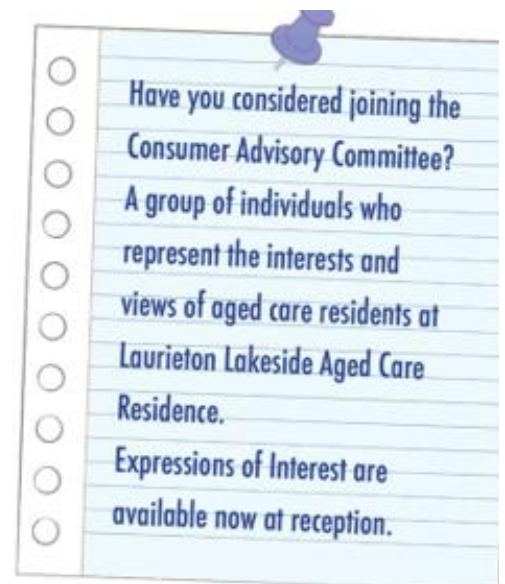 Have you considered joining the
Consumer Advisory Committee?
A group of individuals who
represent the interests and
views of aged care residents at
Laurieton Lakeside Aged Care
Residence.
Expressions of Interest are
available now at reception.